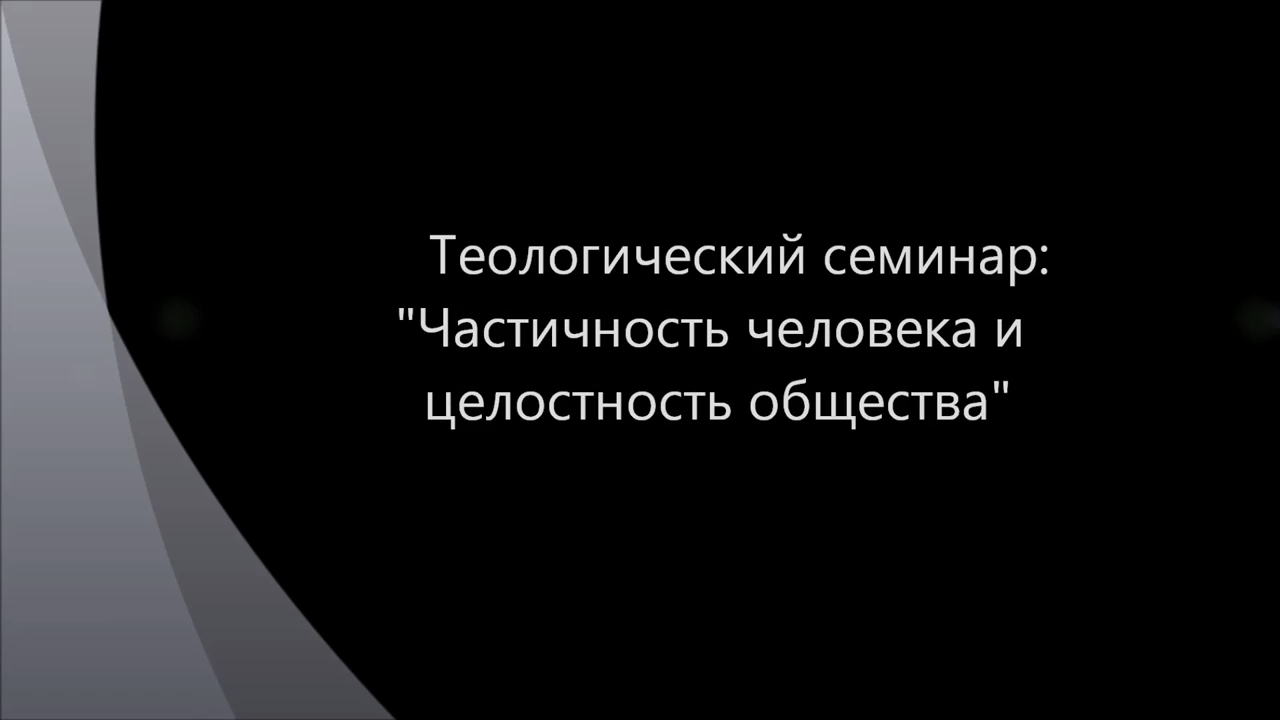 Теологический семинар:
"Частичность человека и
целостность общества"